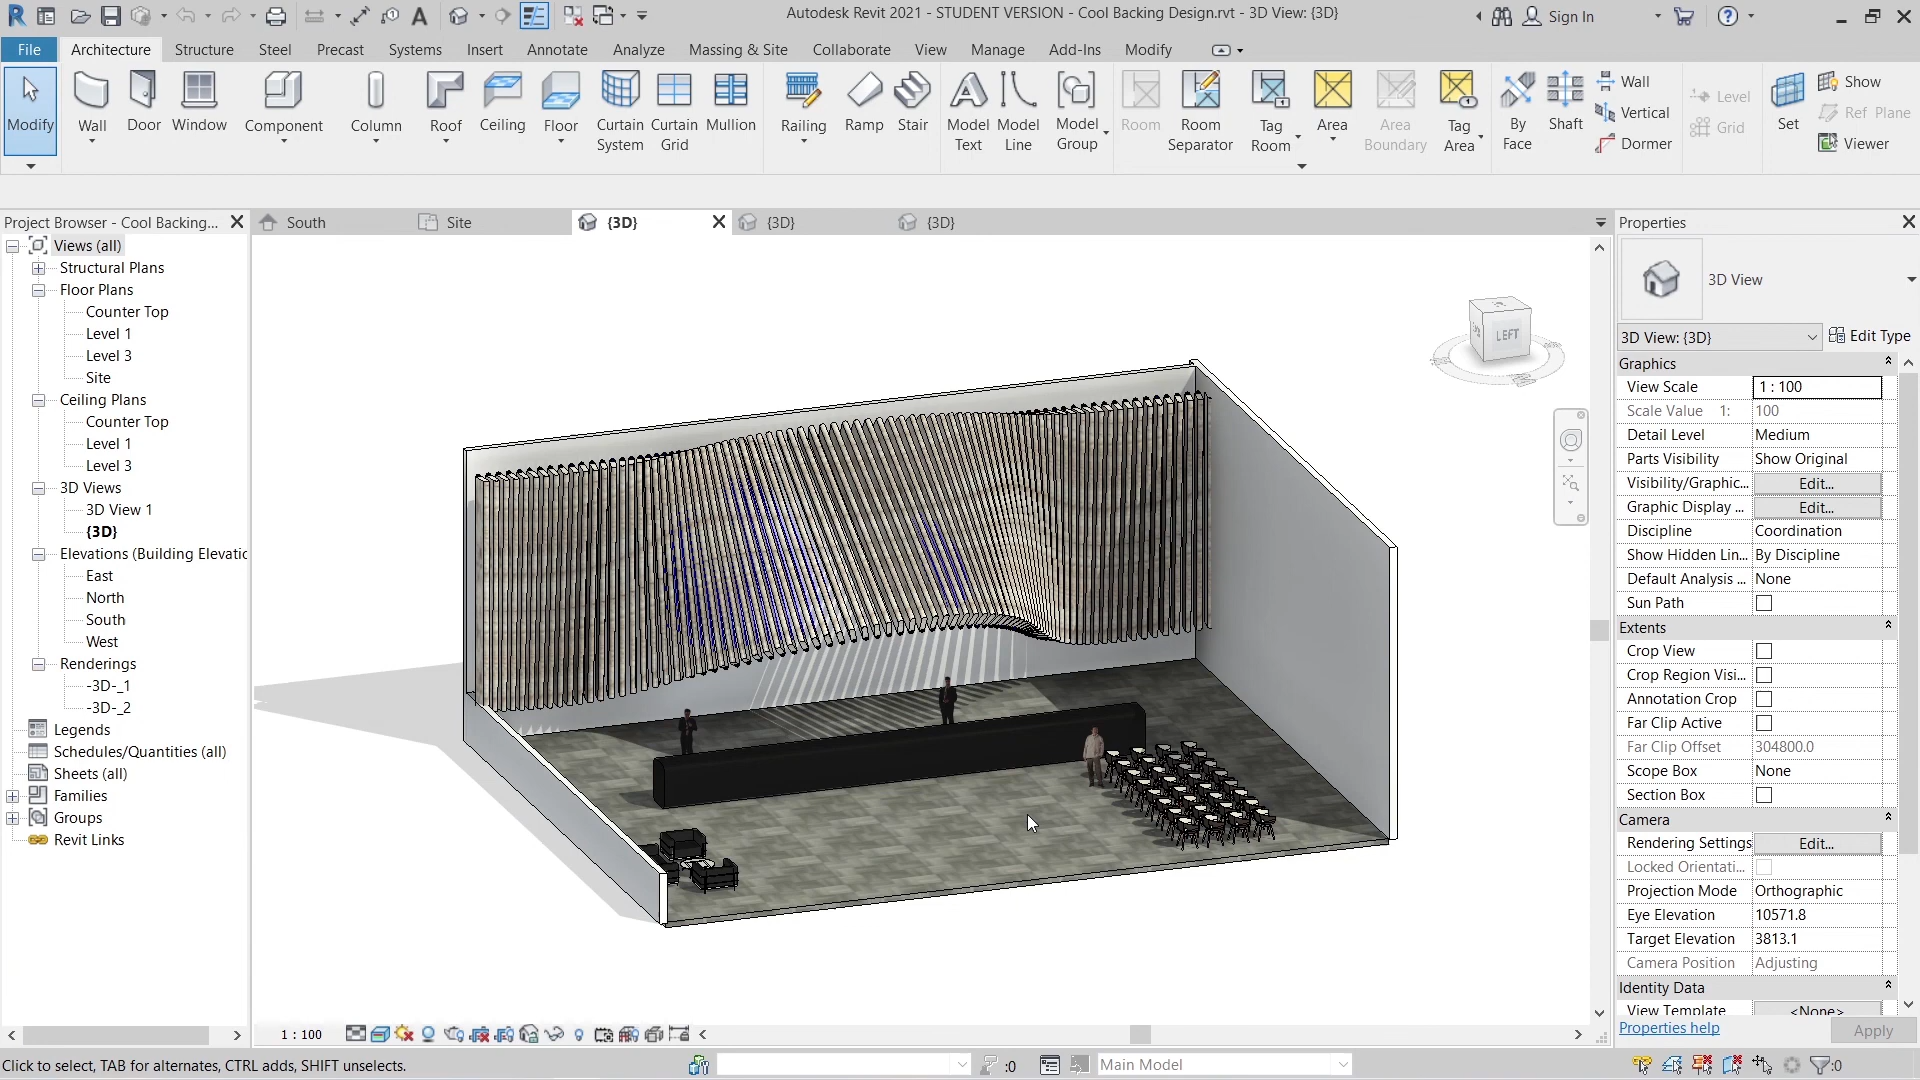 Autodesk Revit 2021 - STUDENT VERSION - Cool Backing Design.rvt - 3D View: {3D}
Sign In
File Architecture Structure Steel Precast Systems Insert Annotate Analyze Massing & Site Collaborate View Manage Add-Ins Modify
Modify
Wall
Door
Window
Component
Column
Roof
Ceiling
Floor
Curtain System
Curtain Grid
Mullion
Railing
Ramp
Stair
Model Text
Model Line
Model Group
Room
Room Separator
Tag Room
Area
Area Boundary
Tag Area
By Face
Shaft
Wall
Vertical
Dormer
Level
Grid
Set
Show
Ref Plane
Viewer
Project Browser - Cool Backing...
South
Site
{3D}
{3D}
{3D}
Views (all)
Structural Plans
Floor Plans
Counter Top
Level 1
Level 3
Site
Ceiling Plans
Counter Top
Level 1
Level 3
3D Views
3D View 1
{3D}
Elevations (Building Elevatic
East
North
South
West
Renderings
-3D-_1
-3D-_2
Legends
Schedules/Quantities (all)
Sheets (all)
Families
Groups
Revit Links
LEFT
Properties
3D View
3D View: {3D}
Edit Type
Graphics
View Scale 1 : 100
Scale Value 1: 100
Detail Level Medium
Parts Visibility Show Original
Visibility/Graphic... Edit...
Graphic Display ... Edit...
Discipline Coordination
Show Hidden Lin... By Discipline
Default Analysis ... None
Sun Path
Extents
Crop View
Crop Region Visi...
Annotation Crop
Far Clip Active
Far Clip Offset 304800.0
Scope Box None
Section Box
Camera
Rendering Settings Edit...
Locked Orientati...
Projection Mode Orthographic
Eye Elevation 10571.8
Target Elevation 3813.1
Camera Position Adjusting
Identity Data
View Template <None>
Properties help
Apply
1 : 100
Click to select, TAB for alternates, CTRL adds, SHIFT unselects.
:0
Main Model
:0